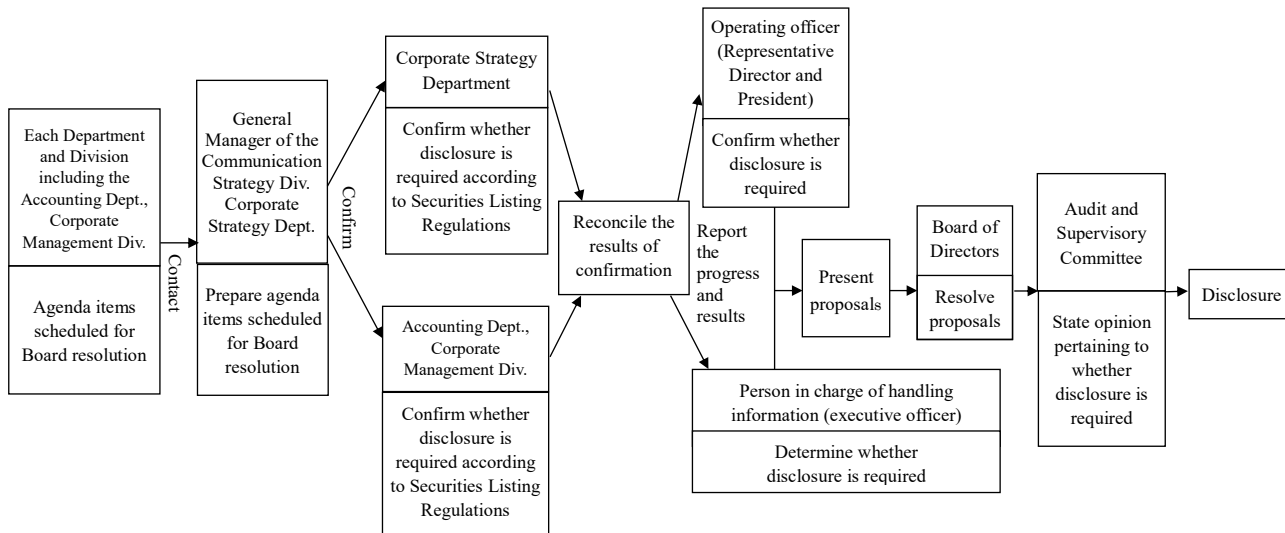 Each Department
and Division
including the
Accounting Dept.,
Corporate
Management Div.
Agenda items
scheduled for
Board resolution
Contact
General
Manager of the
Communication
Strategy Div.
Corporate
Strategy Dept.
Prepare agenda
items scheduled
for Board
resolution
Confirm
Corporate Strategy
Department
Confirm whether
disclosure is
required according
to Securities Listing
Regulations
Accounting Dept.,
Corporate
Management Div.
Confirm whether
disclosure is
required according
to Securities Listing
Regulations
Reconcile the
results of
confirmation
Report
the
progress
and
results
Operating officer
(Representative
Director and
President)
Confirm whether
disclosure is
required
Person in charge of handling
information (executive officer)
Determine whether
disclosure is required
Present
proposals
Board of
Directors
Resolve
proposals
Audit and
Supervisory
Committee
State opinion
pertaining to
whether
disclosure is
required
Disclosure